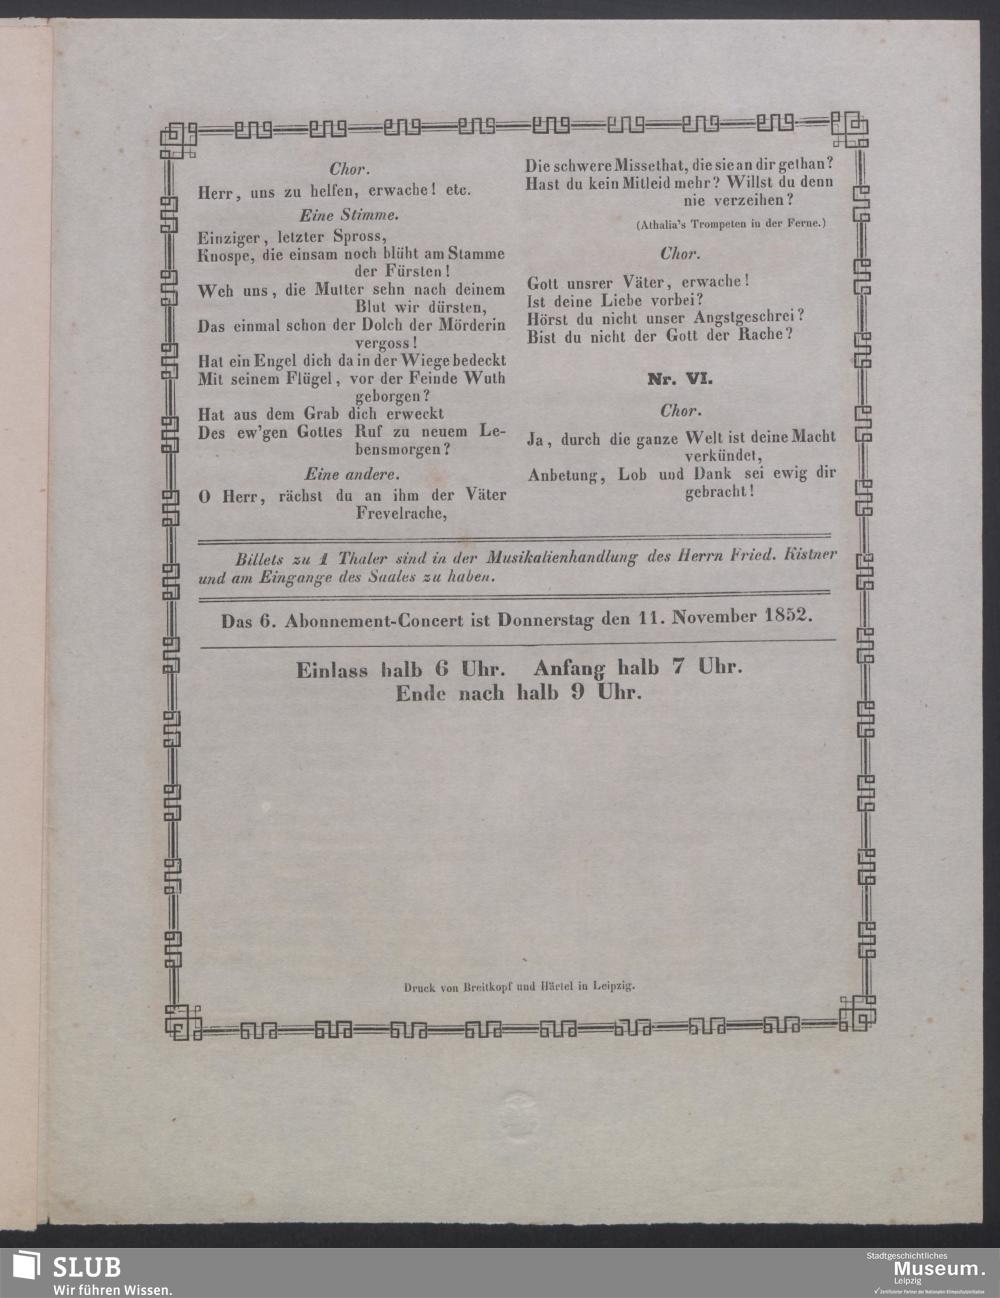 Chor.
Herr, uns zu helfen, erwache! etc.
Eine Stimme.
Einziger, letzter Spross,
Knospe, die einsam noch blüht am Stamme
der Fürsten!
Weh uns, die Mutter sehn nach deinem
Blut wir dürsten,
Das einmal schon der Dolch der Mörderin
vergoss!
Hat ein Engel dich da in der Wiege bedeckt
Mit seinem Flügel, vor der Feinde Wuth
geborgen?
Hat aus dem Grab dich erweckt
Des ew'gen Gottes Ruf zu neuem Le-
bensmorgen?
Eine andere.
O Herr, rächst du an ihm der Väter
Frevelrache,
Die schwere Missethat, die sie an dir gethan?
Hast du kein Mitleid mehr? Willst du denn
nie verzeihen?
(Athalia's Trompeten in der Ferne.)
Chor.
Gott unsrer Väter, erwache!
Ist deine Liebe vorbei?
Hörst du nicht unser Angstgeschrei?
Bist du nicht der Gott der Rache?
Nr. VI.
Chor.
Ja, durch die ganze Welt ist deine Macht
verkündet,
Anbetung, Lob und Dank sei ewig dir
gebracht!
Billets zu 1 Thaler sind in der Musikalienhandlung des Herrn Fried. Kistner
und am Eingange des Saales zu haben.
Das 6. Abonnement-Concert ist Donnerstag den 11. November 1852.
Einlass halb 6 Uhr. Anfang halb 7 Uhr.
Ende nach halb 9 Uhr.
Druck von Breitkopf und Härtel in Leipzig.
SLUB
Wir führen Wissen.
Stadtgeschichtliches
Museum.
Leipzig
Zertifizierter Partner der Nationalen Klimaschutzinitiative